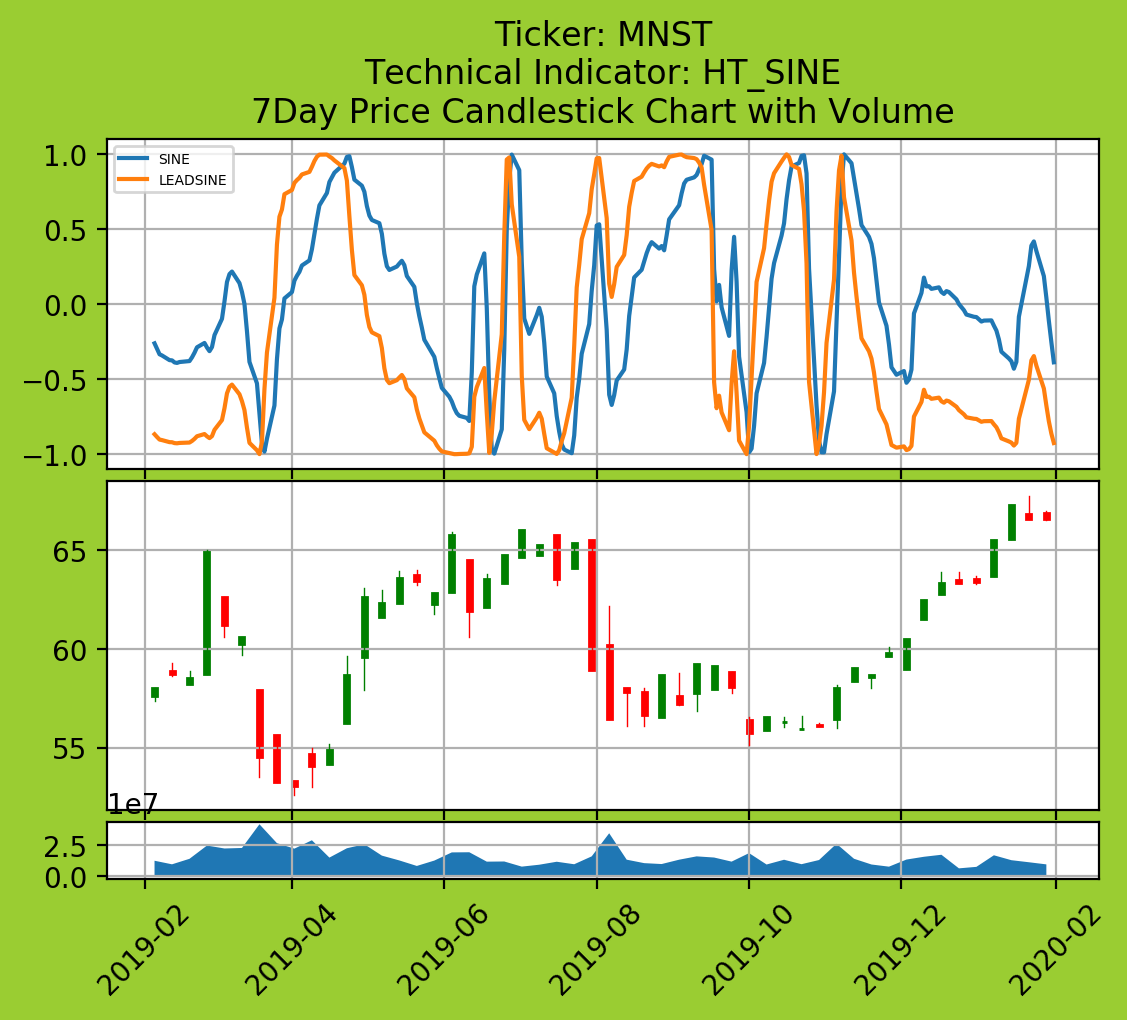 Ticker: MNST
Technical Indicator: HT_SINE
7Day Price Candlestick Chart with Volume
SINE
LEADSINE
1.0
0.5
0.0
−0.5
−1.0
65
60
55
1e7
2.5
0.0
2019-02
2019-04
2019-06
2019-08
2019-10
2019-12
2020-02